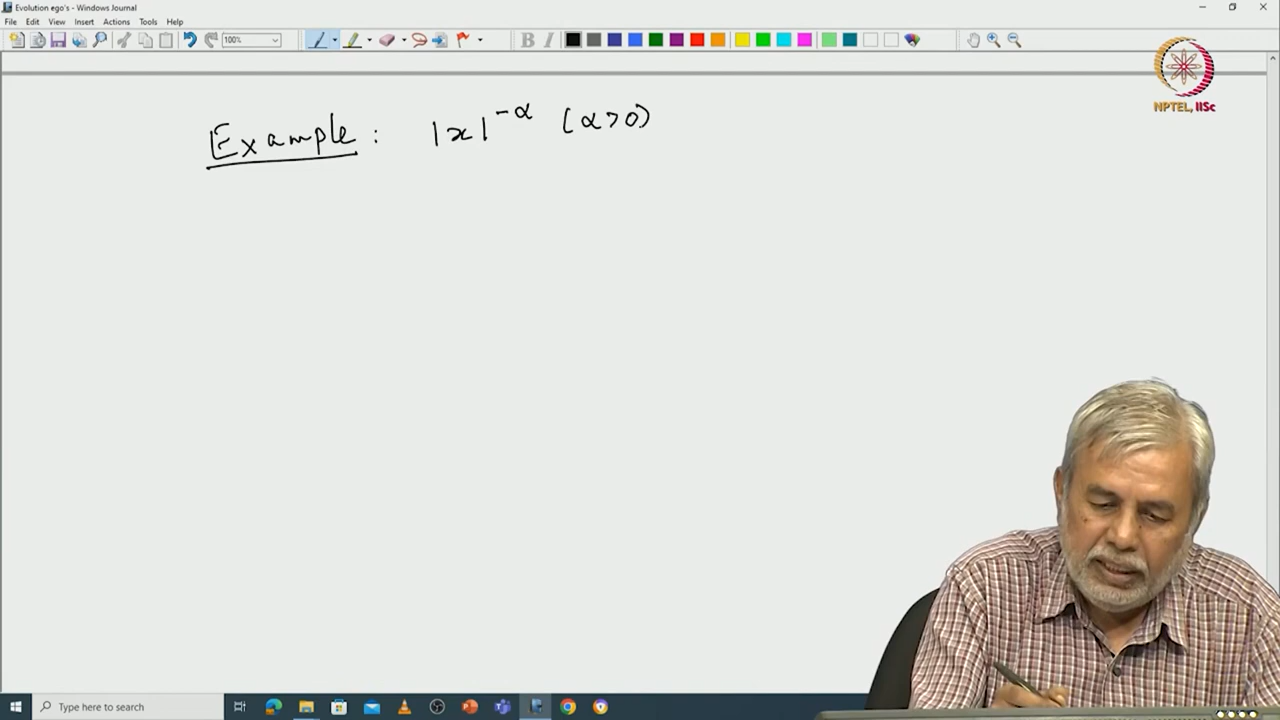 Evolution eqo's - Windows Journal
File Edit View Insert Actions Tools Help
100%
B I
NPTEL, IISc
Example : |x|^{-α} (α>0)
Type here to search